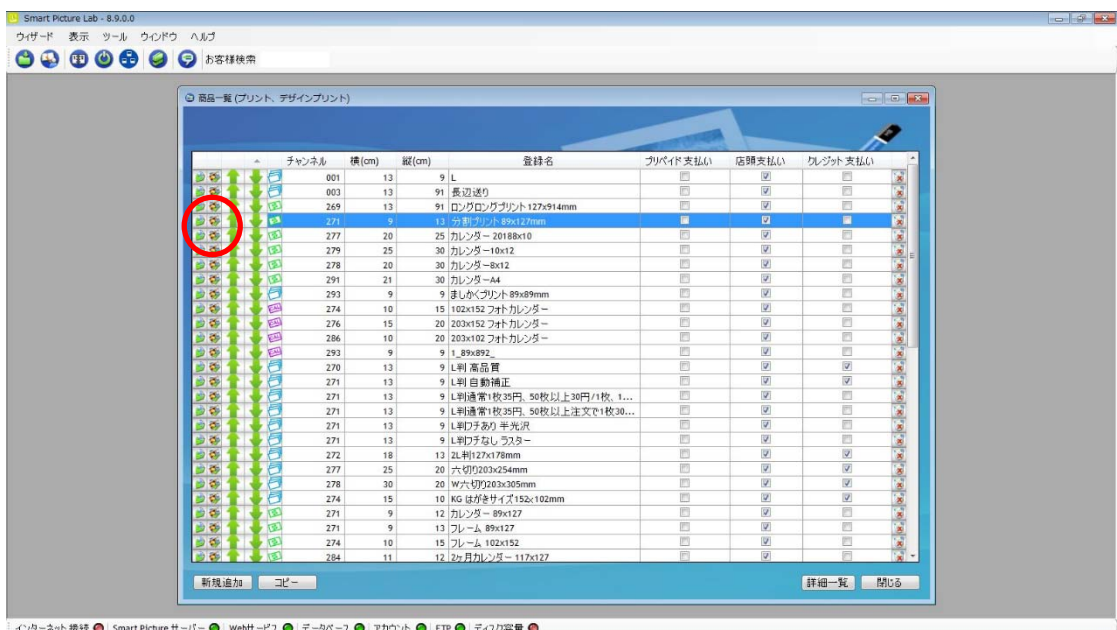 Smart Picture Lab - 8.9.0.0
ウィザード 表示 ツール ウィンドウ ヘルプ
お客様検索
商品一覧 (プリント、デザインプリント)
チャンネル 横(cm) 縦(cm) 登録名 プリペイド支払い 店頭支払い クレジット支払い
001 13 9 L
003 13 91 長辺送り
269 13 91 ロングロングプリント 127x914mm
271 9 13 分割プリント 89x127mm
277 20 25 カレンダー 20188x10
279 25 30 カレンダー10x12
278 20 30 カレンダー8x12
291 21 30 カレンダーA4
293 9 9 ましかくプリント 89x89mm
274 10 15 102x152 フォトカレンダー
276 15 20 203x152 フォトカレンダー
286 10 20 203x102 フォトカレンダー
293 9 9 1_89x892_
270 13 9 L判 高品質
271 13 9 L判 自動補正
271 13 9 L判通常1枚35円、50枚以上30円/1枚、1...
271 13 9 L判通常1枚35円、50枚以上注文で1枚30...
271 13 9 L判フチあり 半光沢
271 13 9 L判フチなし ラスター
272 18 13 2L判127x178mm
277 25 20 六切り203x254mm
278 30 20 W六切り203x305mm
274 15 10 KG はがきサイズ152x102mm
271 9 12 カレンダー 89x127
271 9 13 フレーム 89x127
274 10 15 フレーム 102x152
284 11 12 2ヶ月カレンダー 117x127
新規追加 コピー 詳細一覧 閉じる
インターネット接続 Smart Picture サーバー Webサービス データベース アカウント FTP ディスク容量